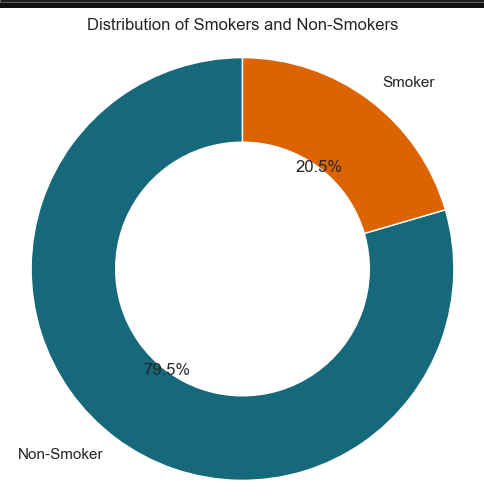 Distribution of Smokers and Non-Smokers
Smoker
20.5%
79.5%
Non-Smoker